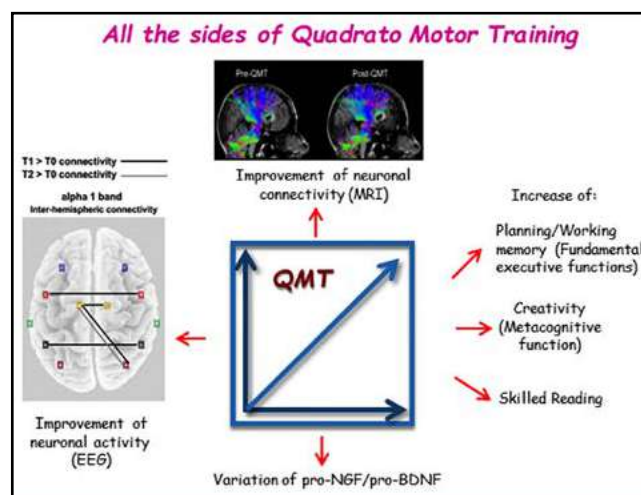 All the sides of Quadrato Motor Training
Pre-QMT
Post-QMT
T1 > T0 connectivity
T2 > T0 connectivity
alpha 1 band
Inter-hemispheric connectivity
Improvement of neuronal
connectivity (MRI)
Increase of:
Planning/Working
memory (Fundamental
executive functions)
QMT
Creativity
(Metacognitive
function)
Skilled Reading
Improvement of
neuronal activity
(EEG)
Variation of pro-NGF/pro-BDNF